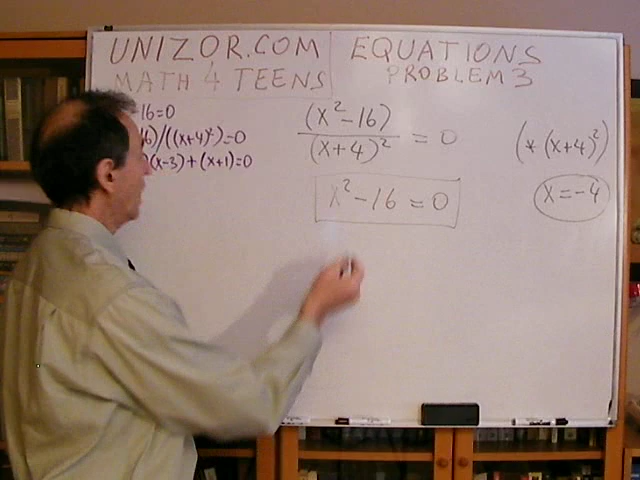 UNIZOR.COM
MATH 4 TEENS
EQUATIONS
PROBLEM 3
-16=0
16)/((x+4)²)=0
)(x-3)+(x+1)=0
(x²-16)
(x+4)² = 0
x²-16=0
(* (x+4)²)
x=-4